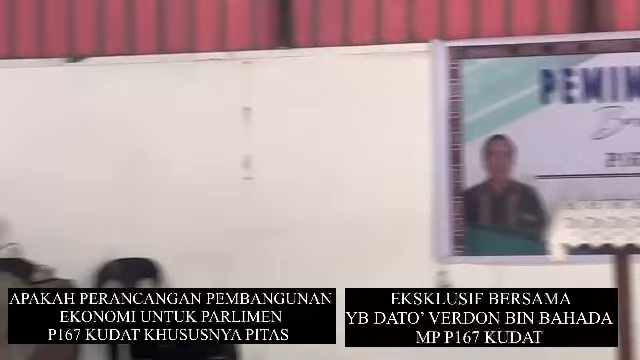 PEMIM
APAKAH PERANCANGAN PEMBANGUNAN
EKONOMI UNTUK PARLIMEN
P167 KUDAT KHUSUSNYA PITAS
EKSKLUSIF BERSAMA
YB DATO' VERDON BIN BAHADA
MP P167 KUDAT